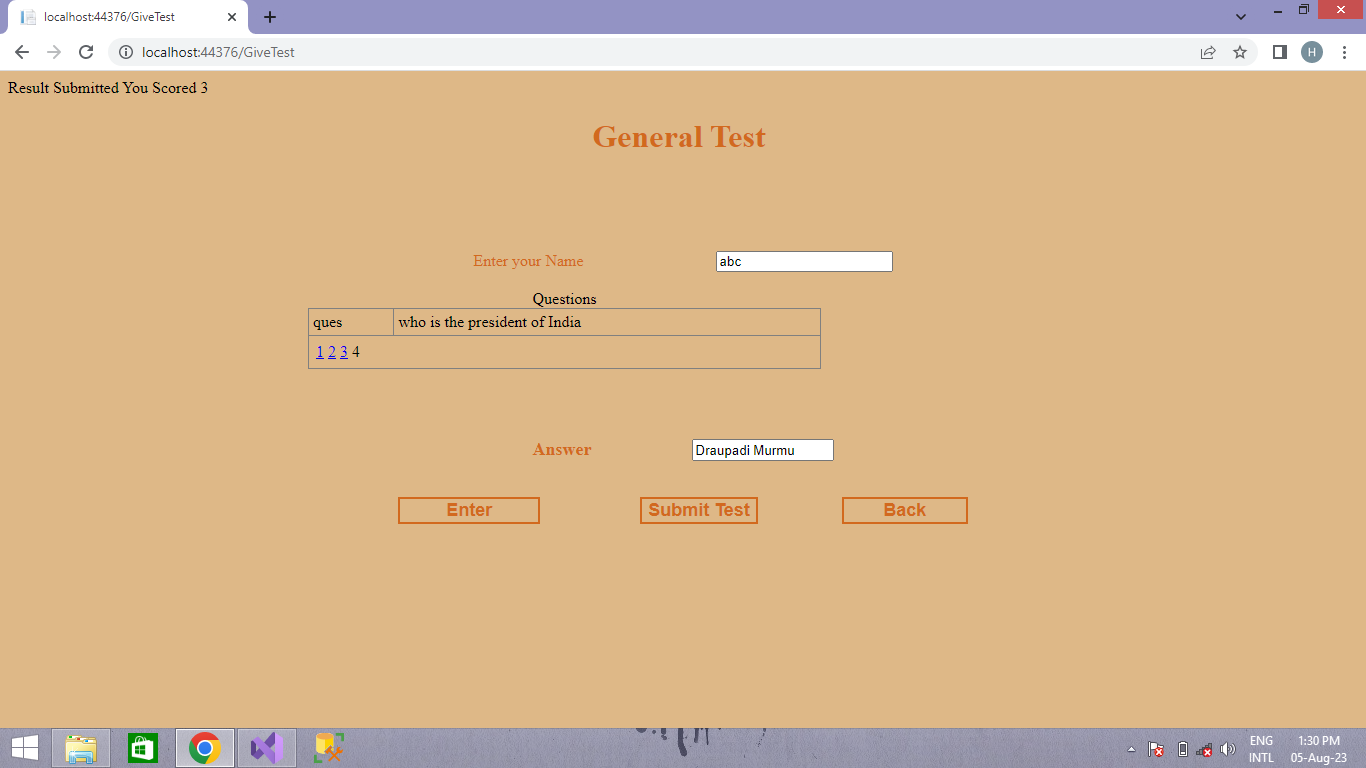 localhost:44376/GiveTest
localhost:44376/GiveTest
H
Result Submitted You Scored 3
General Test
Enter your Name abc
Questions
ques who is the president of India
1 2 3 4
Answer Draupadi Murmu
Enter Submit Test Back
ENG 1:30 PM
INTL 05-Aug-23